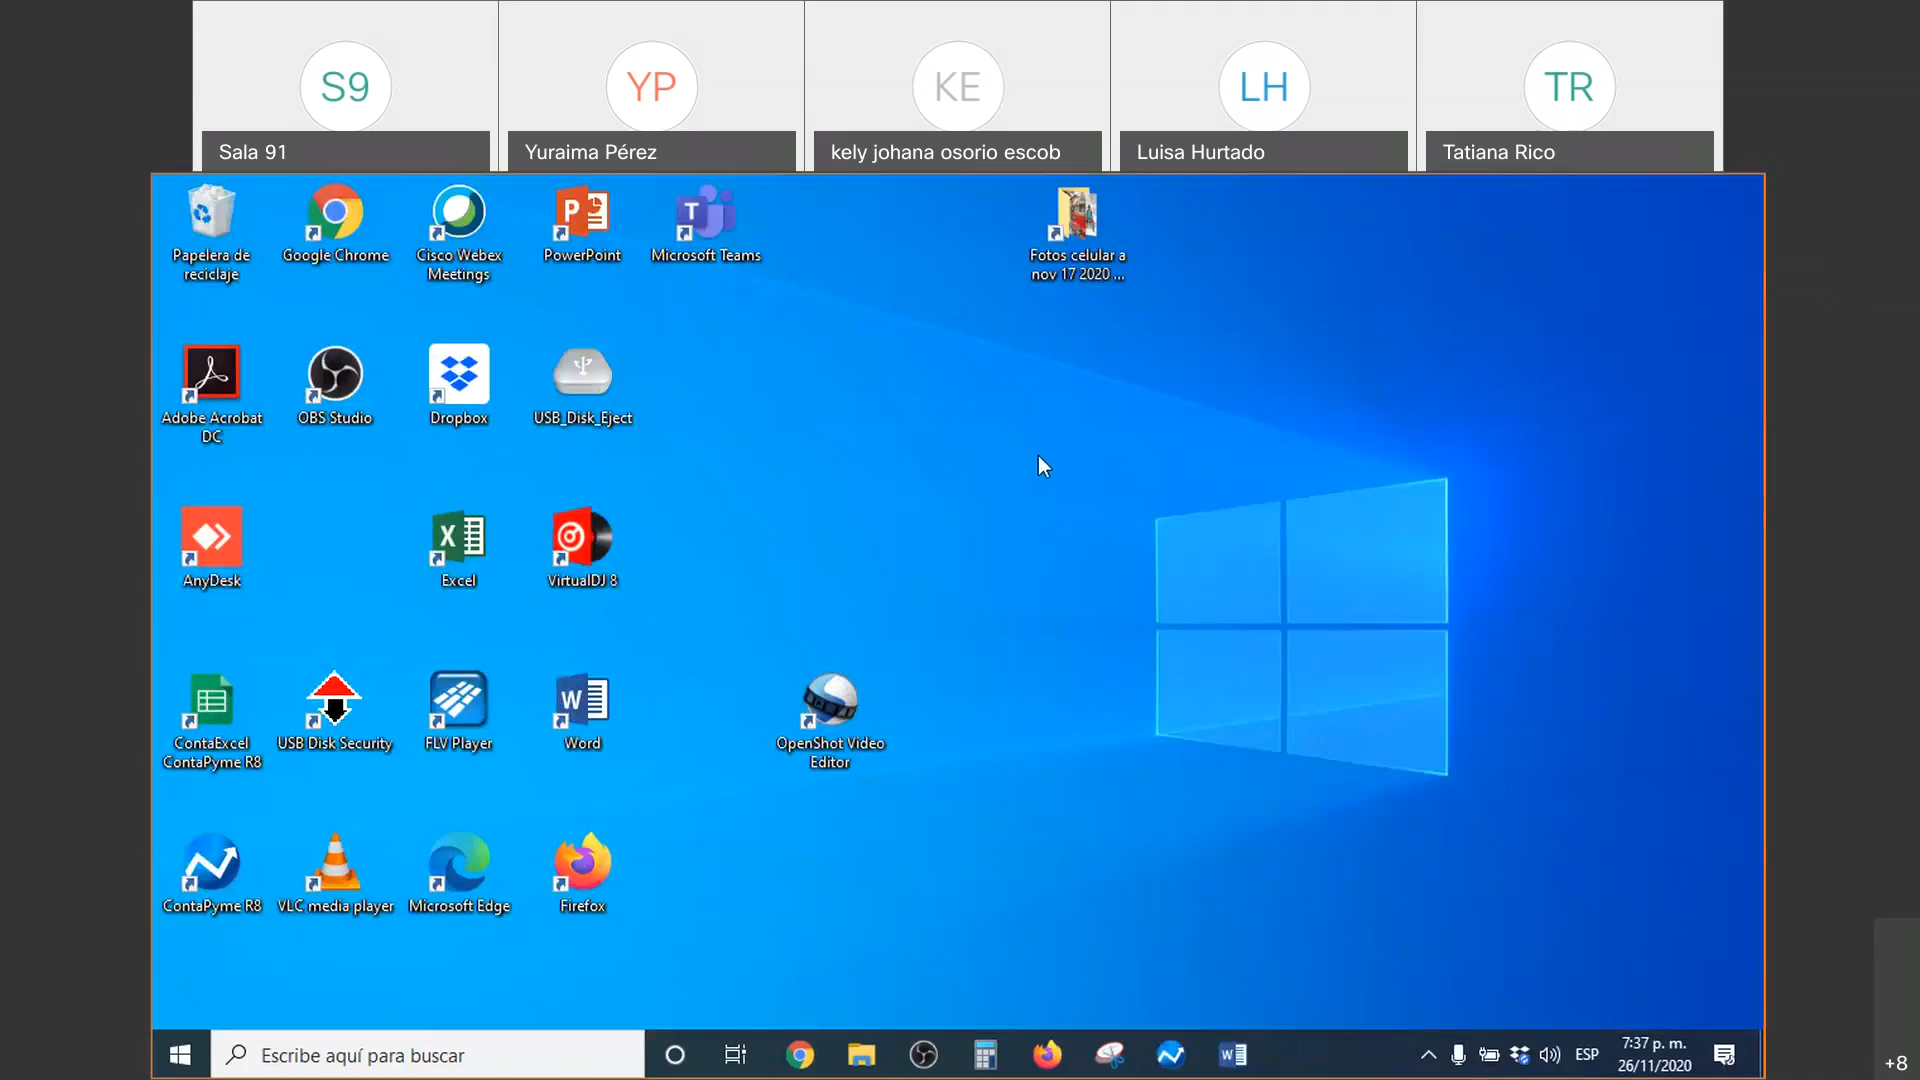 S9
YP
KE
LH
TR
Sala 91
Yuraima Pérez
kely johana osorio escob
Luisa Hurtado
Tatiana Rico
Papelera de
reciclaje
Google Chrome
Cisco Webex
Meetings
PowerPoint
Microsoft Teams
Fotos celular a
nov 17 2020 ...
Adobe Acrobat
DC
OBS Studio
Dropbox
USB_Disk_Eject
AnyDesk
Excel
VirtualDJ 8
ContaExcel
ContaPyme R8
USB Disk Security
FLV Player
Word
OpenShot Video
Editor
ContaPyme R8
VLC media player
Microsoft Edge
Firefox
Escribe aquí para buscar
ESP
7:37 p. m.
26/11/2020
+8